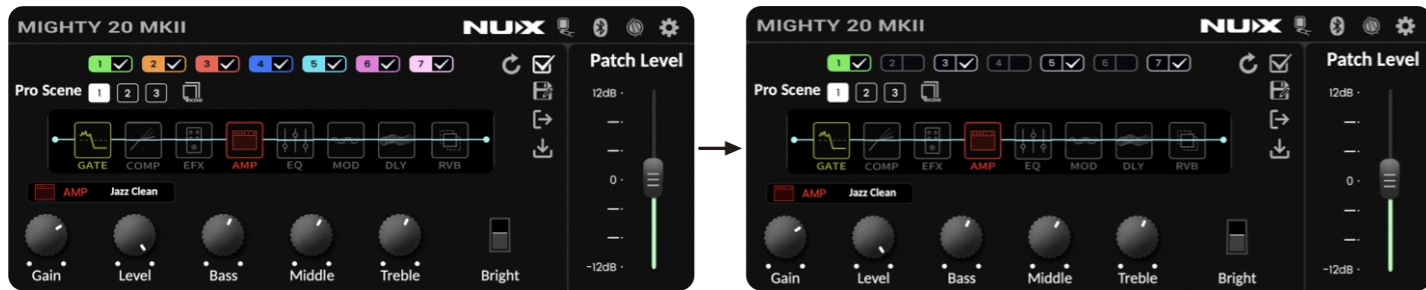 MIGHTY 20 MKII NUX
1 2 3 4 5 6 7
Patch Level
Pro Scene 1 2 3 SCENE
12dB
GATE COMP EFX AMP EQ MOD DLY RVB
0
AMP Jazz Clean
-12dB
Gain Level Bass Middle Treble Bright
MIGHTY 20 MKII NUX
1 2 3 4 5 6 7
Patch Level
Pro Scene 1 2 3 SCENE
12dB
GATE COMP EFX AMP EQ MOD DLY RVB
0
AMP Jazz Clean
-12dB
Gain Level Bass Middle Treble Bright